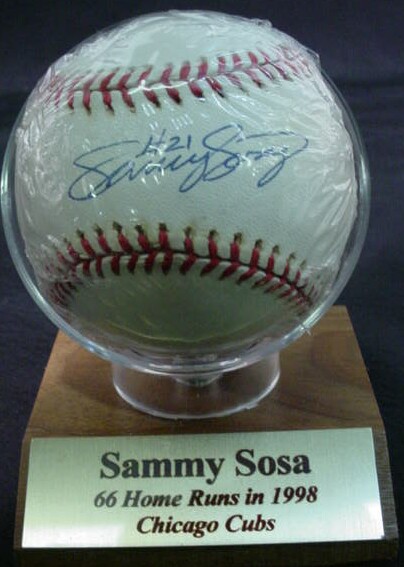 #21
Sammy Sosa
Sammy Sosa
66 Home Runs in 1998
Chicago Cubs